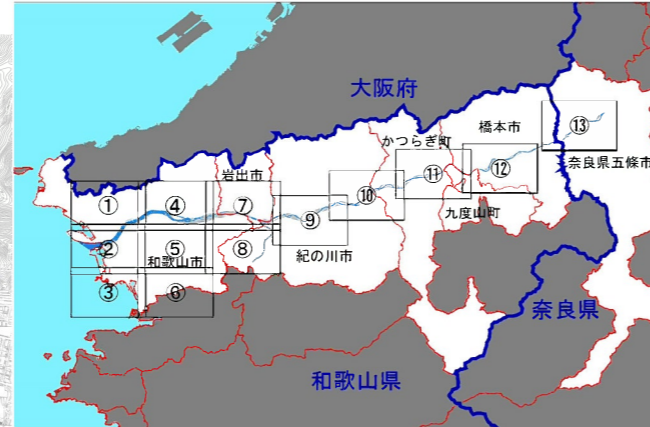 大阪府
橋本市
⑬
かつらぎ町
奈良県五條市
岩出市
⑪
⑫
⑩
①
④
⑦
⑨
九度山町
②
⑤
⑧
紀の川市
和歌山市
③
⑥
奈良県
和歌山県